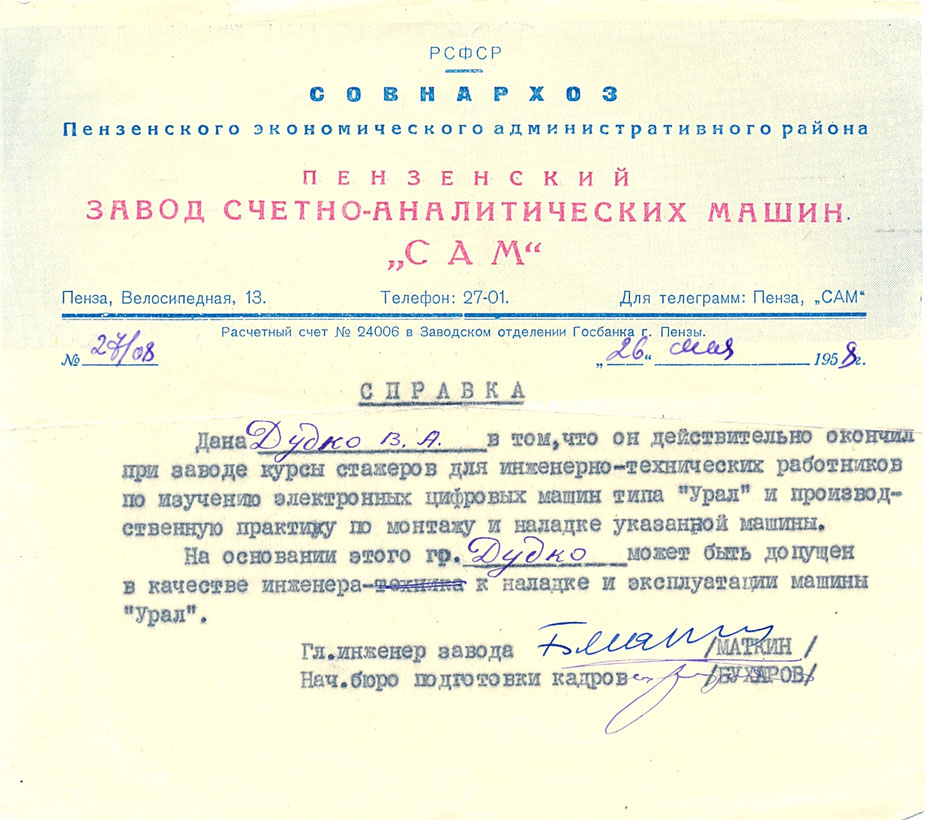 РСФСР
СОВНАРХОЗ
Пензенского экономического административного района
ПЕНЗЕНСКИЙ
ЗАВОД СЧЕТНО-АНАЛИТИЧЕСКИХ МАШИН
„САМ“
Пенза, Велосипедная, 13. Телефон: 27-01. Для телеграмм: Пенза, „САМ“
Расчетный счет № 24006 в Заводском отделении Госбанка г. Пензы.
№ 27/08 „26“ мая 1958г.
СПРАВКА
Дана Дудко В. А. в том,что он действительно окончил
при заводе курсы стажеров для инженерно-технических работников
по изучению электронных цифровых машин типа "Урал" и производ-
ственную практику по монтажу и наладке указанной машины.
На основании этого гр. Дудко может быть допущен
в качестве инженера-техника к наладке и эксплуатации машины
"Урал".
Гл.инженер завода /МАТКИН /
Нач.бюро подготовки кадров /БУХАРОВ/